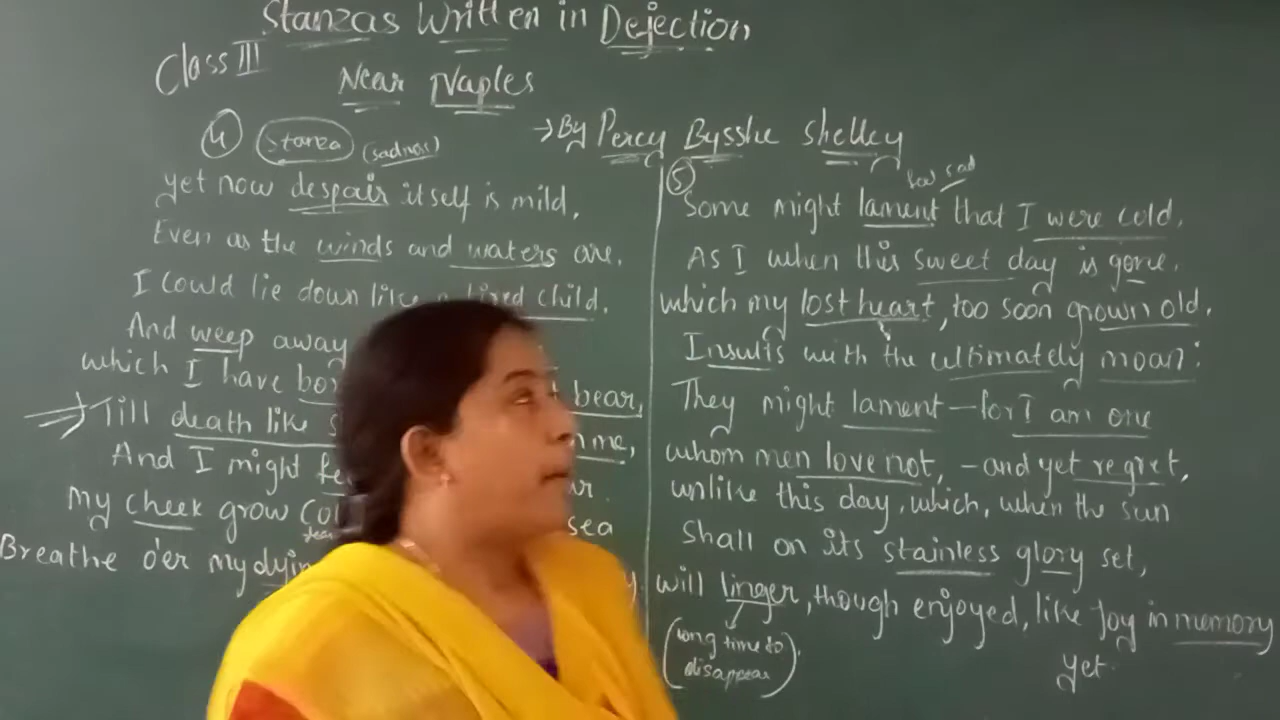 Stanzas Written in Dejection
Class III
Near Naples
→ By Percy Bysshe Shelley
4 Stanza (sadness)
yet now despair itself is mild,
Even as the winds and waters are.
I could lie down like tired child.
And weep away
which I have bear,
⇒ Till death like me,
And I might
my cheek grow sea
Breathe o'er my
5
sad
Some might lament that I were cold.
As I when this sweet day is gone.
which my lost heart, too soon grown old.
Insults with the ultimately moan:
They might lament — for I am one
whom men love not, - and yet regret,
unlike this day, which, when the sun
shall on its stainless glory set,
will linger, though enjoyed, like Joy in memory
yet.
(long time to
disappear).